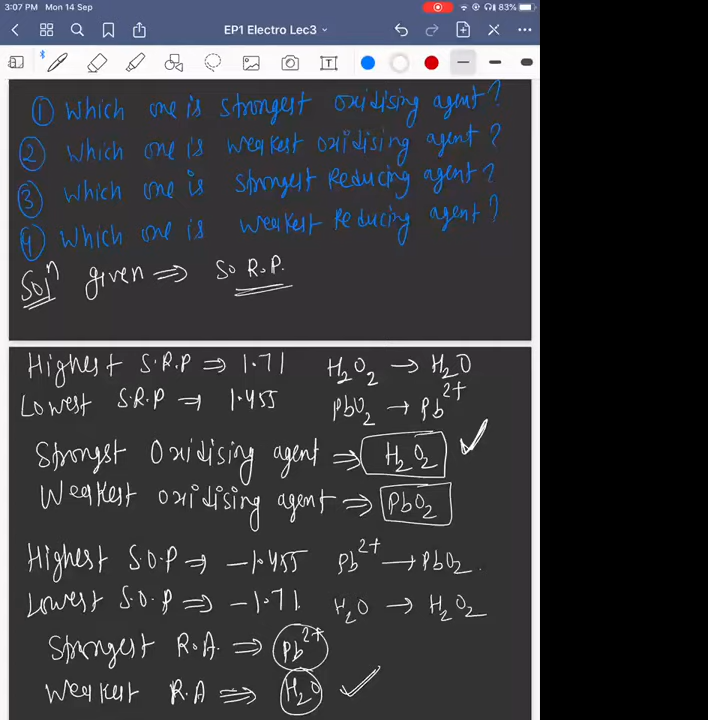 3:07 PM Mon 14 Sep
83%
EP1 Electro Lec3
T
① Which one is strongest oxidising agent?
② Which one is weakest oxidising agent?
③ Which one is strongest Reducing agent?
④ Which one is weakest Reducing agent?
Solⁿ given ⇒ S.R.P.
Highest S.R.P ⇒ 1.71 H₂O₂ → H₂O
Lowest S.R.P ⇒ 1.455 PbO₂ → Pb²⁺
Strongest Oxidising agent ⇒ H₂O₂ ✓
Weakest oxidising agent ⇒ PbO₂
Highest S.O.P ⇒ -1.455 Pb²⁺ → PbO₂.
Lowest S.O.P ⇒ -1.71 H₂O → H₂O₂
Strongest R.A. ⇒ Pb²⁺
Weakest R.A ⇒ H₂O ✓